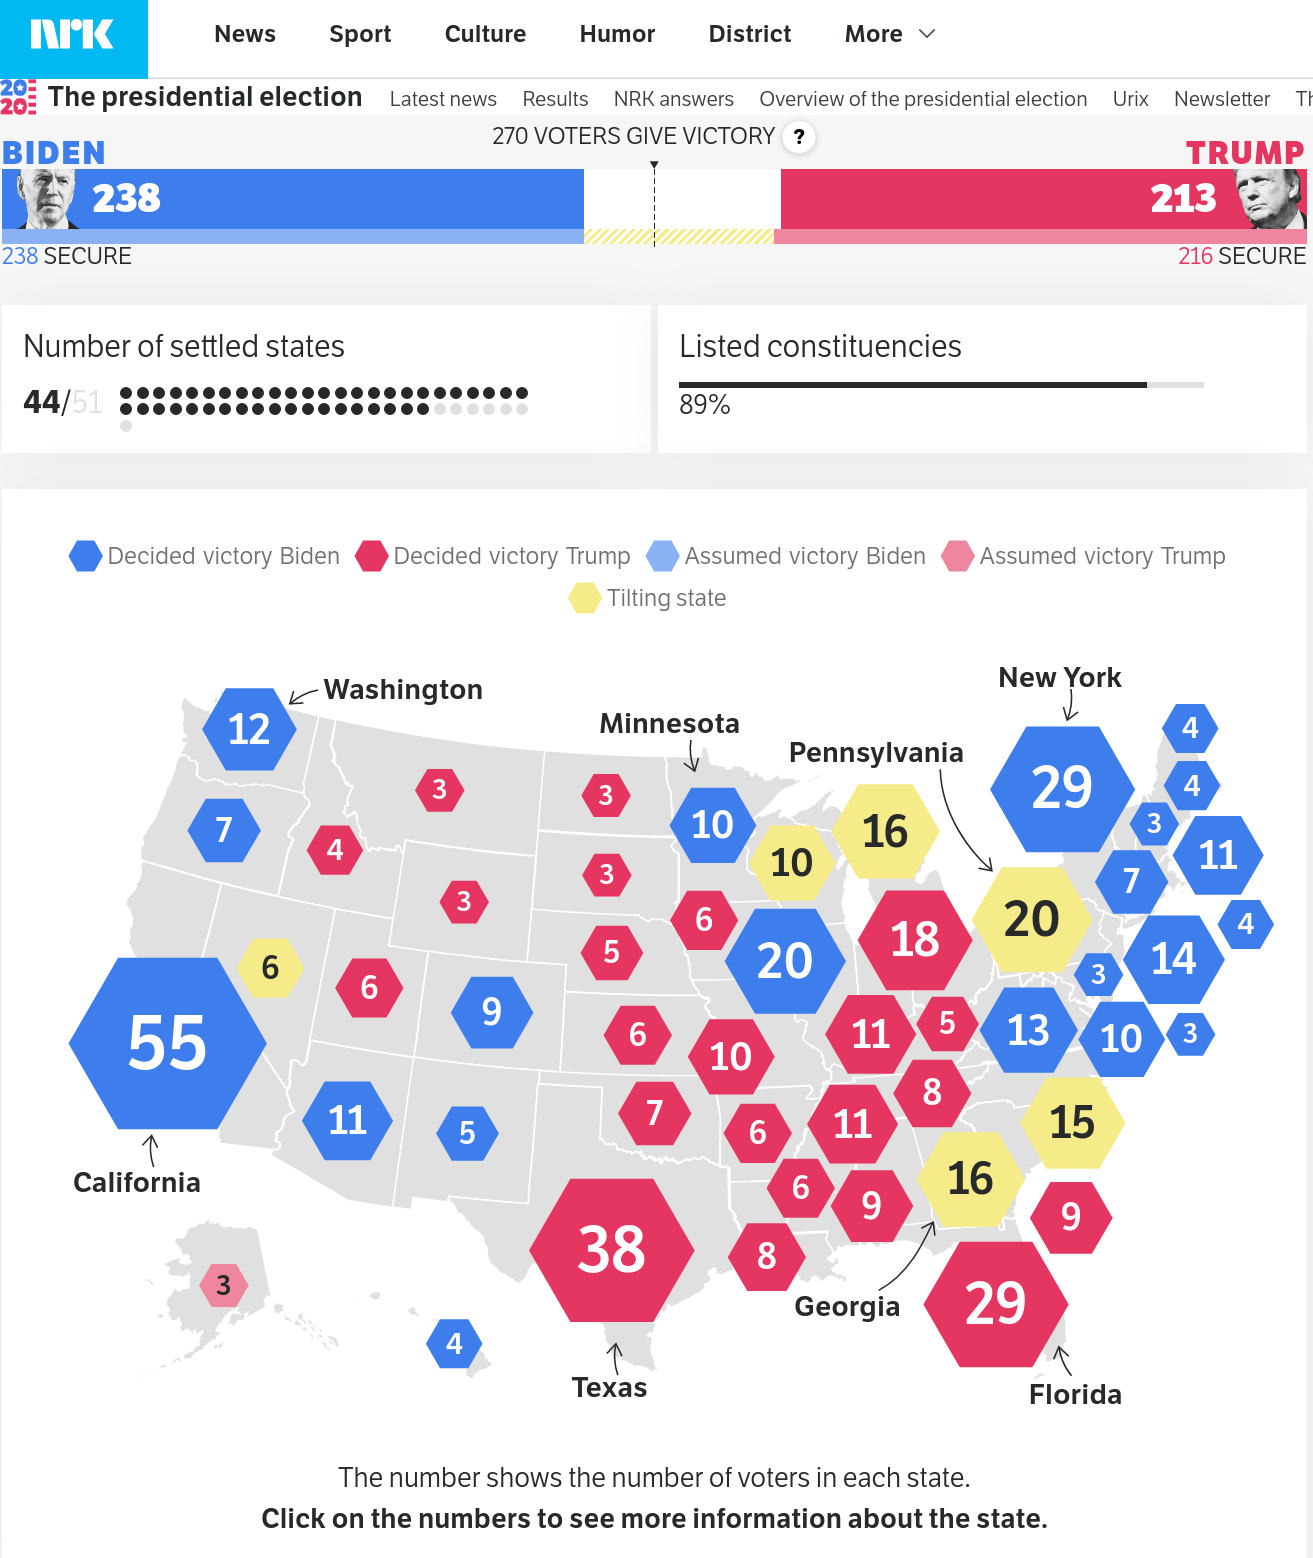 NRK
News Sport Culture Humor District More
20
20
The presidential election Latest news Results NRK answers Overview of the presidential election Urix Newsletter Th
270 VOTERS GIVE VICTORY ?
BIDEN TRUMP
238 213
238 SECURE 216 SECURE
Number of settled states
44/51
Listed constituencies
89%
Decided victory Biden Decided victory Trump Assumed victory Biden Assumed victory Trump
Tilting state
New York
Washington
Minnesota
Pennsylvania
12
4
3
3
29
4
7
4
10
16
3
10
11
3
3
7
6
20
4
5
18
6
20
14
6
9
3
55
6
10
11
5
13
10
3
11
5
7
6
11
8
15
California
38
6
9
16
9
3
8
Georgia
29
4
Texas
Florida
The number shows the number of voters in each state.
Click on the numbers to see more information about the state.